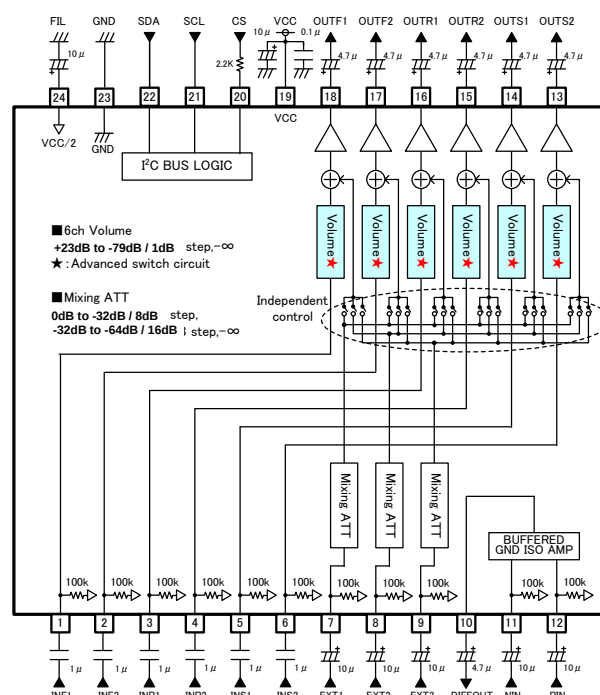 FIL GND SDA SCL CS VCC OUTF1 OUTF2 OUTR1 OUTR2 OUTS1 OUTS2
10μ 0.1μ
10μ 2.2K 4.7μ 4.7μ 4.7μ 4.7μ 4.7μ 4.7μ
24 23 22 21 20 19 18 17 16 15 14 13
VCC/2 GND VCC
I²C BUS LOGIC
■6ch Volume
+23dB to -79dB / 1dB step,-∞
★:Advanced switch circuit
Volume★ Volume★ Volume★ Volume★ Volume★ Volume★
■Mixing ATT
0dB to -32dB / 8dB step,
-32dB to -64dB / 16dB step,-∞
Independent
control
Mixing ATT Mixing ATT Mixing ATT
BUFFERED
GND ISO AMP
100k 100k 100k 100k 100k 100k 100k 100k 100k 100k 100k
1 2 3 4 5 6 7 8 9 10 11 12
1μ 1μ 1μ 1μ 1μ 1μ 10μ 10μ 10μ 4.7μ 10μ 10μ
INF1 INF2 INR1 INR2 INS1 INS2 EXT1 EXT2 EXT3 DIFFOUT NIN PIN